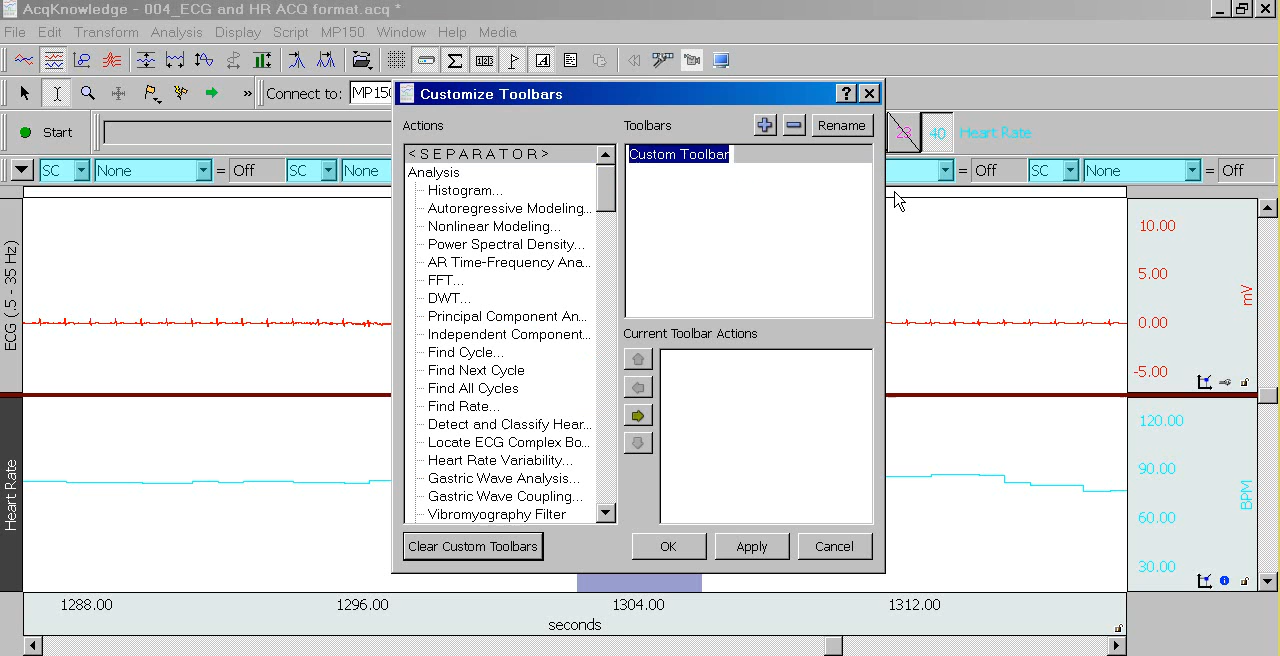 AcqKnowledge - 004_ECG and HR ACQ format.acq *
File Edit Transform Analysis Display Script MP150 Window Help Media
» Connect to: MP150
Start
23 40 Heart Rate
SC None = Off SC None = Off SC None = Off
Customize Toolbars
Actions
<SEPARATOR>
Analysis
Histogram...
Autoregressive Modeling...
Nonlinear Modeling...
Power Spectral Density...
AR Time-Frequency Ana...
FFT...
DWT...
Principal Component An...
Independent Component...
Find Cycle...
Find Next Cycle
Find All Cycles
Find Rate...
Detect and Classify Hear...
Locate ECG Complex Bo...
Heart Rate Variability...
Gastric Wave Analysis...
Gastric Wave Coupling...
Vibromyography Filter
Clear Custom Toolbars
Toolbars
Rename
Custom Toolbar
Current Toolbar Actions
OK Apply Cancel
ECG (.5 - 35 Hz)
10.00
5.00
0.00
-5.00
mV
Heart Rate
120.00
90.00
60.00
30.00
BPM
1288.00 1296.00 1304.00 1312.00
seconds